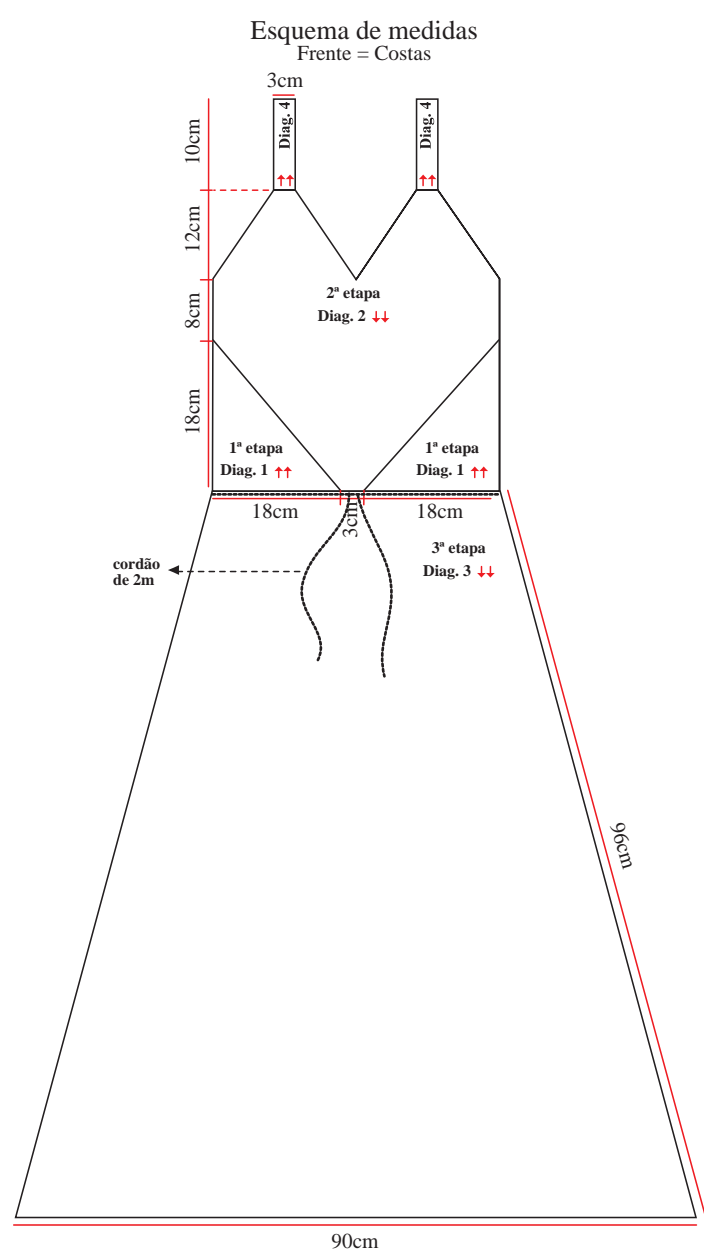 Esquema de medidas
Frente = Costas
3cm
Diag. 4
Diag. 4
10cm
12cm
8cm
18cm
2ª etapa
Diag. 2
1ª etapa
Diag. 1
1ª etapa
Diag. 1
18cm
3cm
18cm
cordão
de 2m
3ª etapa
Diag. 3
96cm
90cm